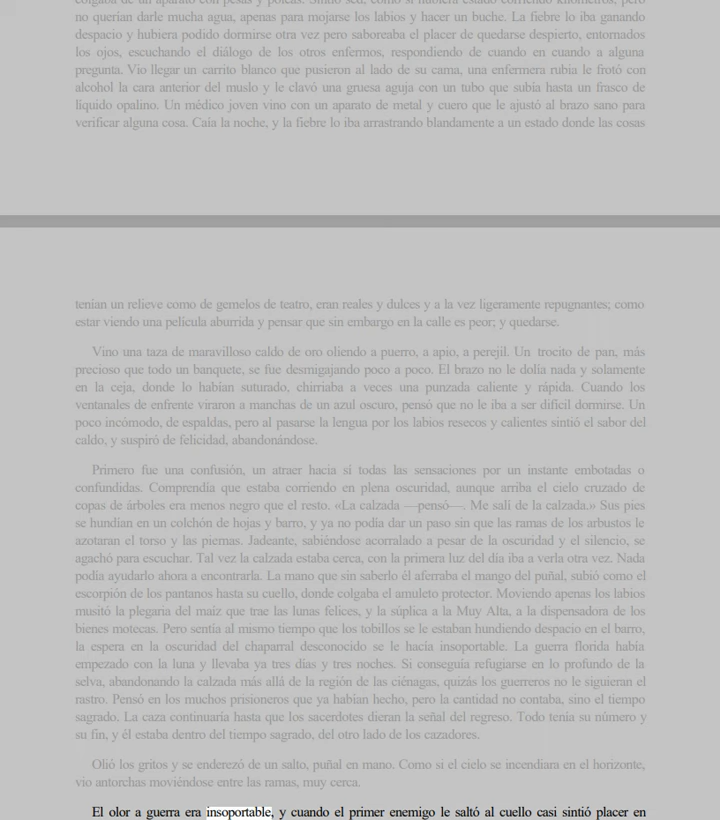 colgaba de un aparato con pesas y poleas. Sintió sed, como si hubiera estado corriendo kilómetros, pero
no querían darle mucha agua, apenas para mojarse los labios y hacer un buche. La fiebre lo iba ganando
despacio y hubiera podido dormirse otra vez pero saboreaba el placer de quedarse despierto, entornados
los ojos, escuchando el diálogo de los otros enfermos, respondiendo de cuando en cuando a alguna
pregunta. Vio llegar un carrito blanco que pusieron al lado de su cama, una enfermera rubia le frotó con
alcohol la cara anterior del muslo y le clavó una gruesa aguja con un tubo que subía hasta un frasco de
líquido opalino. Un médico joven vino con un aparato de metal y cuero que le ajustó al brazo sano para
verificar alguna cosa. Caía la noche, y la fiebre lo iba arrastrando blandamente a un estado donde las cosas
tenían un relieve como de gemelos de teatro, eran reales y dulces y a la vez ligeramente repugnantes; como
estar viendo una película aburrida y pensar que sin embargo en la calle es peor; y quedarse.
Vino una taza de maravilloso caldo de oro oliendo a puerro, a apio, a perejil. Un trocito de pan, más
precioso que todo un banquete, se fue desmigajando poco a poco. El brazo no le dolía nada y solamente
en la ceja, donde lo habían suturado, chirriaba a veces una punzada caliente y rápida. Cuando los
ventanales de enfrente viraron a manchas de un azul oscuro, pensó que no le iba a ser difícil dormirse. Un
poco incómodo, de espaldas, pero al pasarse la lengua por los labios resecos y calientes sintió el sabor del
caldo, y suspiró de felicidad, abandonándose.
Primero fue una confusión, un atraer hacia sí todas las sensaciones por un instante embotadas o
confundidas. Comprendía que estaba corriendo en plena oscuridad, aunque arriba el cielo cruzado de
copas de árboles era menos negro que el resto. «La calzada —pensó—. Me salí de la calzada.» Sus pies
se hundían en un colchón de hojas y barro, y ya no podía dar un paso sin que las ramas de los arbustos le
azotaran el torso y las piernas. Jadeante, sabiéndose acorralado a pesar de la oscuridad y el silencio, se
agachó para escuchar. Tal vez la calzada estaba cerca, con la primera luz del día iba a verla otra vez. Nada
podía ayudarlo ahora a encontrarla. La mano que sin saberlo él aferraba el mango del puñal, subió como el
escorpión de los pantanos hasta su cuello, donde colgaba el amuleto protector. Moviendo apenas los labios
musitó la plegaria del maíz que trae las lunas felices, y la súplica a la Muy Alta, a la dispensadora de los
bienes motecas. Pero sentía al mismo tiempo que los tobillos se le estaban hundiendo despacio en el barro,
la espera en la oscuridad del chaparral desconocido se le hacía insoportable. La guerra florida había
empezado con la luna y llevaba ya tres días y tres noches. Si conseguía refugiarse en lo profundo de la
selva, abandonando la calzada más allá de la región de las ciénagas, quizás los guerreros no le siguieran el
rastro. Pensó en los muchos prisioneros que ya habían hecho, pero la cantidad no contaba, sino el tiempo
sagrado. La caza continuaría hasta que los sacerdotes dieran la señal del regreso. Todo tenía su número y
su fin, y él estaba dentro del tiempo sagrado, del otro lado de los cazadores.
Olió los gritos y se enderezó de un salto, puñal en mano. Como si el cielo se incendiara en el horizonte,
vio antorchas moviéndose entre las ramas, muy cerca.
El olor a guerra era insoportable, y cuando el primer enemigo le saltó al cuello casi sintió placer en